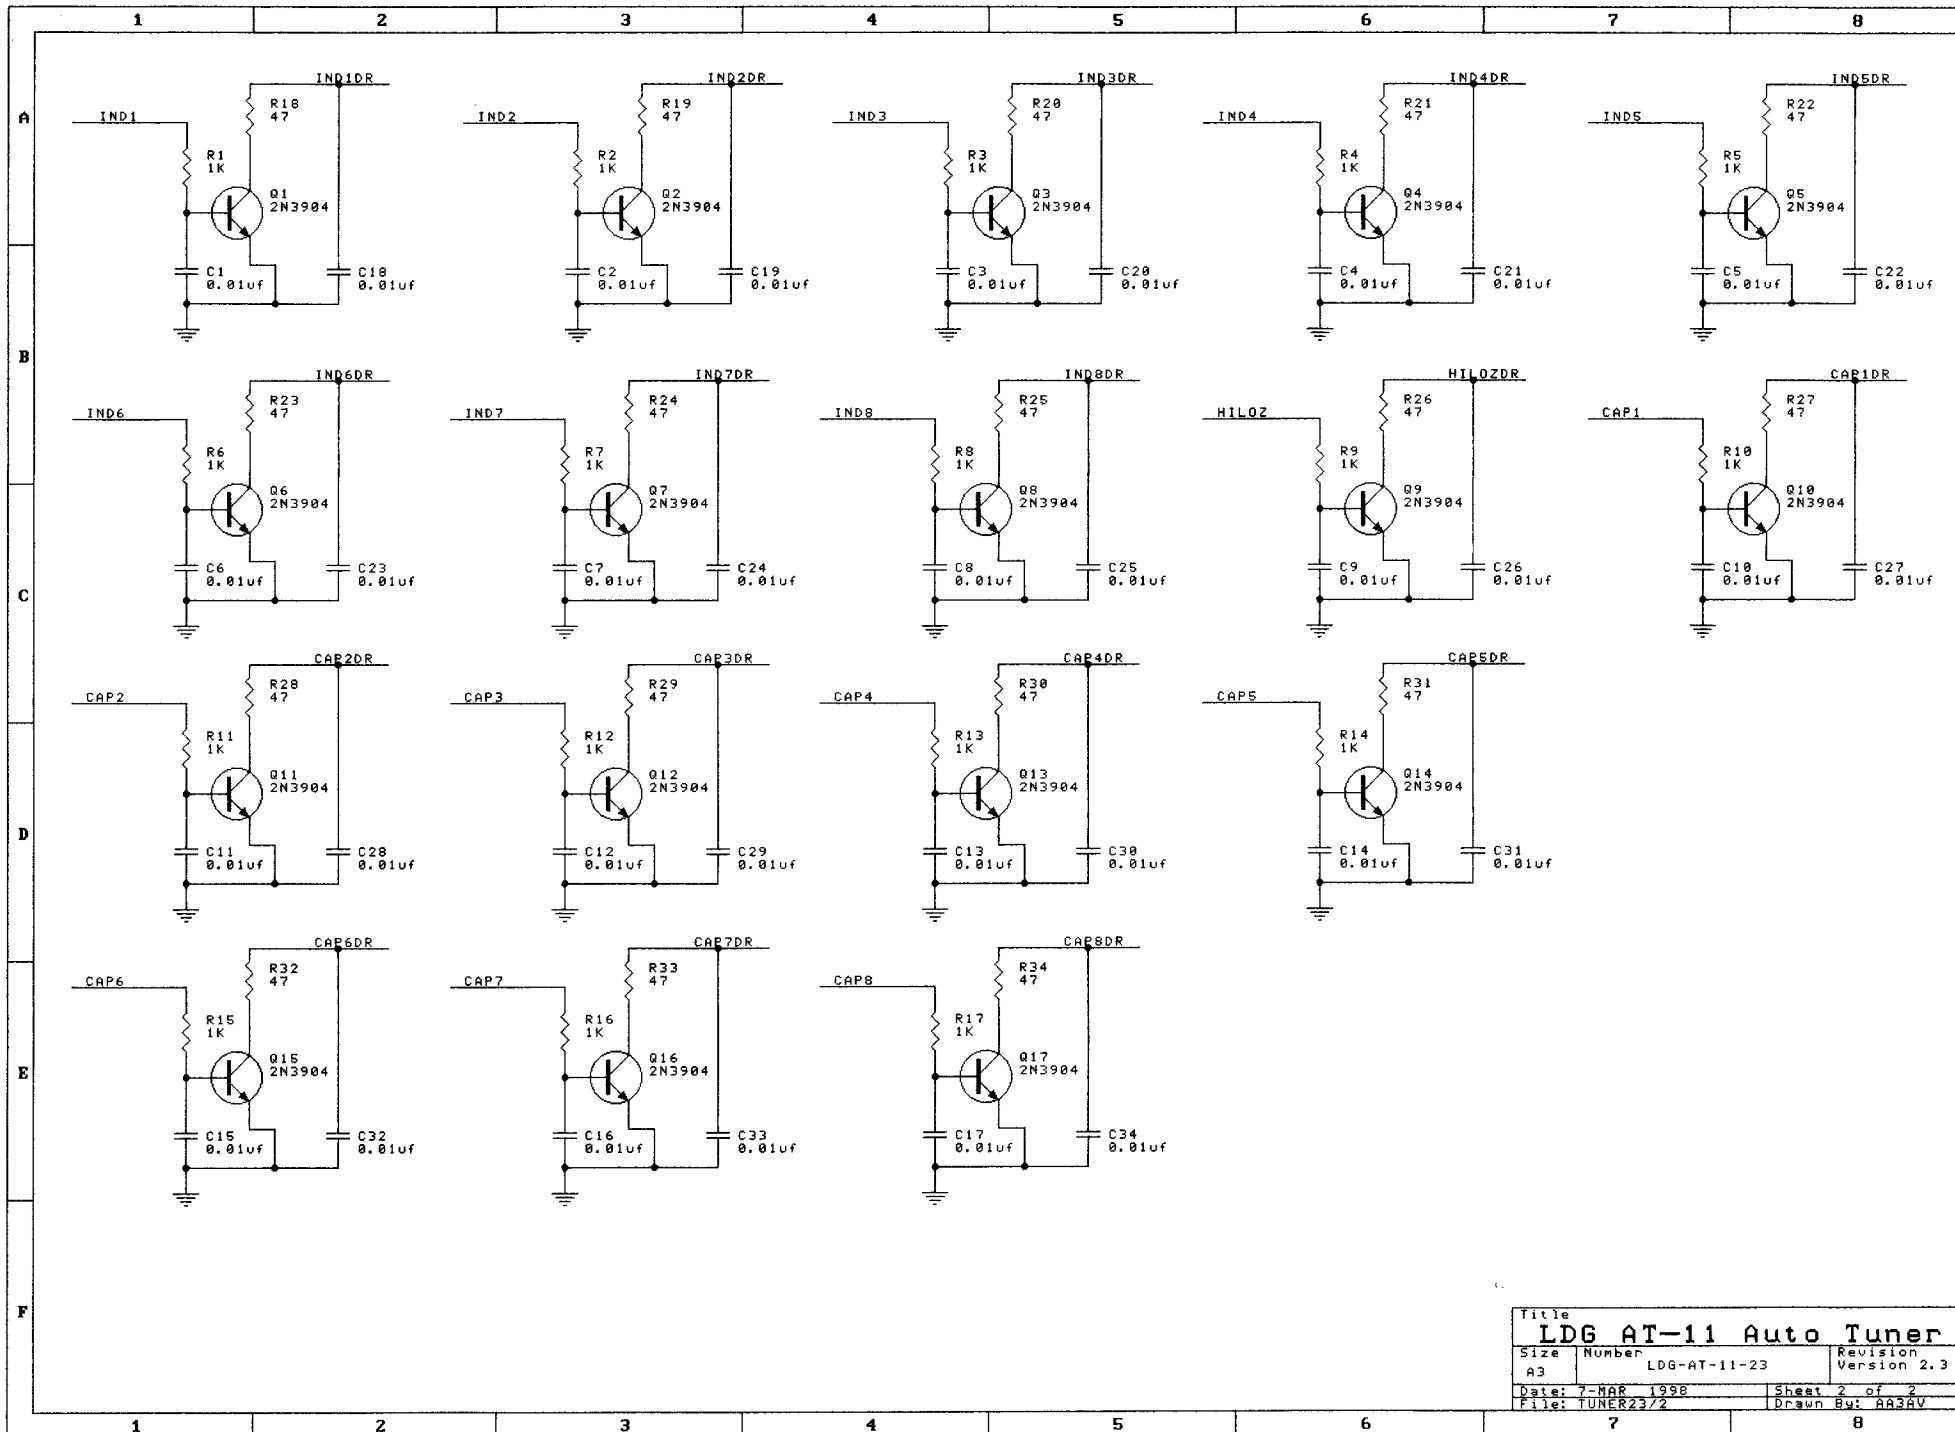 1 2 3 4 5 6 7 8
A
IND1DR
R18
47
IND1
R1
1K
Q1
2N3904
C1
0.01uf
C18
0.01uf
IND2DR
R19
47
IND2
R2
1K
Q2
2N3904
C2
0.01uf
C19
0.01uf
IND3DR
R20
47
IND3
R3
1K
Q3
2N3904
C3
0.01uf
C20
0.01uf
IND4DR
R21
47
IND4
R4
1K
Q4
2N3904
C4
0.01uf
C21
0.01uf
IND5DR
R22
47
IND5
R5
1K
Q5
2N3904
C5
0.01uf
C22
0.01uf
B
IND6DR
R23
47
IND6
R6
1K
Q6
2N3904
C6
0.01uf
C23
0.01uf
IND7DR
R24
47
IND7
R7
1K
Q7
2N3904
C7
0.01uf
C24
0.01uf
IND8DR
R25
47
IND8
R8
1K
Q8
2N3904
C8
0.01uf
C25
0.01uf
HILOZDR
R26
47
HILOZ
R9
1K
Q9
2N3904
C9
0.01uf
C26
0.01uf
CAP1DR
R27
47
CAP1
R10
1K
Q10
2N3904
C10
0.01uf
C27
0.01uf
C
CAP2DR
R28
47
CAP2
R11
1K
Q11
2N3904
C11
0.01uf
C28
0.01uf
CAP3DR
R29
47
CAP3
R12
1K
Q12
2N3904
C12
0.01uf
C29
0.01uf
CAP4DR
R30
47
CAP4
R13
1K
Q13
2N3904
C13
0.01uf
C30
0.01uf
CAP5DR
R31
47
CAP5
R14
1K
Q14
2N3904
C14
0.01uf
C31
0.01uf
D
CAP6DR
R32
47
CAP6
R15
1K
Q15
2N3904
C15
0.01uf
C32
0.01uf
CAP7DR
R33
47
CAP7
R16
1K
Q16
2N3904
C16
0.01uf
C33
0.01uf
CAP8DR
R34
47
CAP8
R17
1K
Q17
2N3904
C17
0.01uf
C34
0.01uf
E
F
Title
LDG AT-11 Auto Tuner
Size Number Revision
A3 LDG-AT-11-23 Version 2.3
Date: 7-MAR 1998 Sheet 2 of 2
File: TUNER23/2 Drawn By: AA3AV
1 2 3 4 5 6 7 8